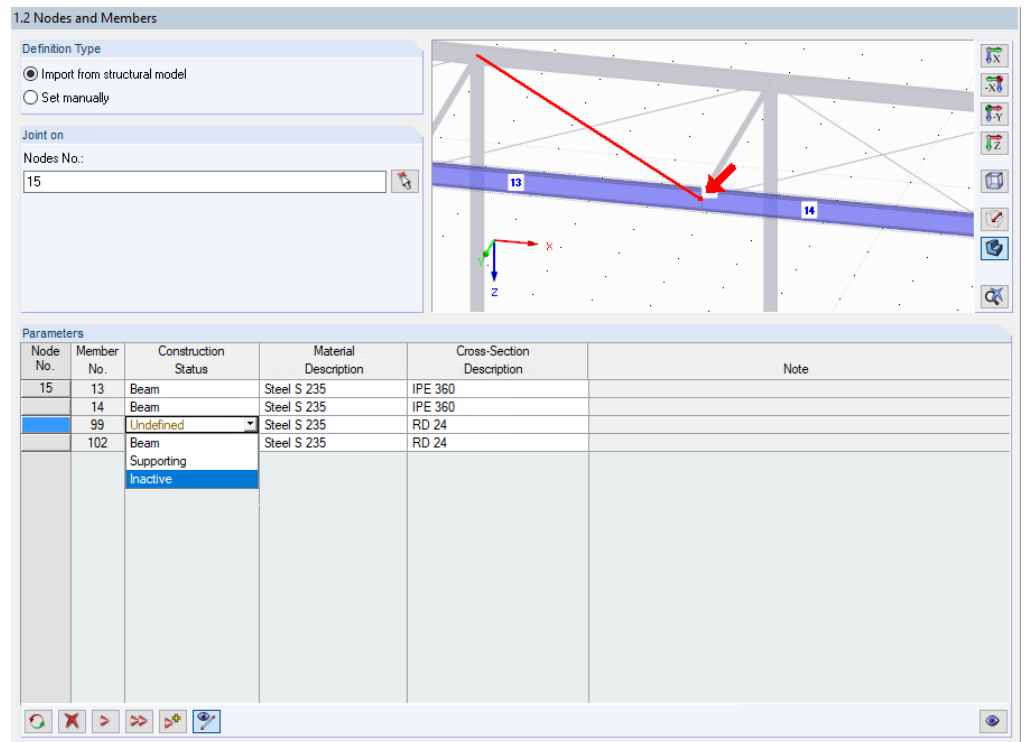 1.2 Nodes and Members
Definition Type
Import from structural model
Set manually
Joint on
Nodes No.:
15
13
14
X
Y
Z
X
-X
-Y
Z
Parameters
Node No. Member No. Construction Status Material Description Cross-Section Description Note
15 13 Beam Steel S 235 IPE 360
14 Beam Steel S 235 IPE 360
99 Undefined Steel S 235 RD 24
102 Beam Steel S 235 RD 24
Supporting
Inactive